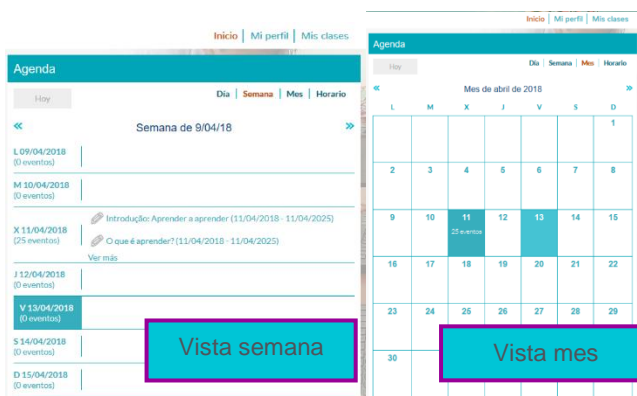 Inicio | Mi perfil | Mis clases
Agenda
Hoy
Día | Semana | Mes | Horario
« Semana de 9/04/18 »
L 09/04/2018
(0 eventos)
M 10/04/2018
(0 eventos)
X 11/04/2018
(25 eventos)
Introdução: Aprender a aprender (11/04/2018 - 11/04/2025)
O que é aprender? (11/04/2018 - 11/04/2025)
Ver más
J 12/04/2018
(0 eventos)
V 13/04/2018
(0 eventos)
S 14/04/2018
(0 eventos)
D 15/04/2018
(0 eventos)
Vista semana
Inicio | Mi perfil | Mis clases
Agenda
Hoy
Día | Semana | Mes | Horario
« Mes de abril de 2018 »
L M X J V S D
1
2 3 4 5 6 7 8
9 10 11 12 13 14 15
25 eventos
16 17 18 19 20 21 22
23 24 25 26 27 28 29
30
Vista mes